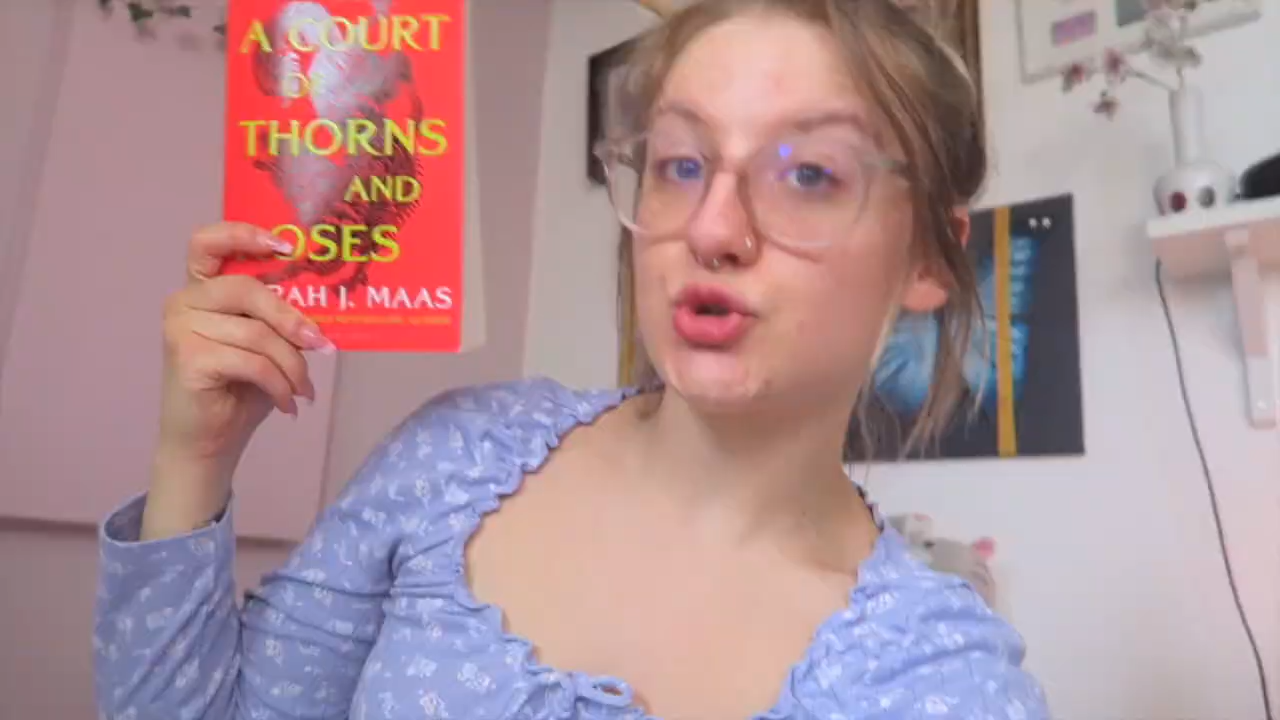 A COURT
OF
THORNS
AND
OSES
RAH J. MAAS